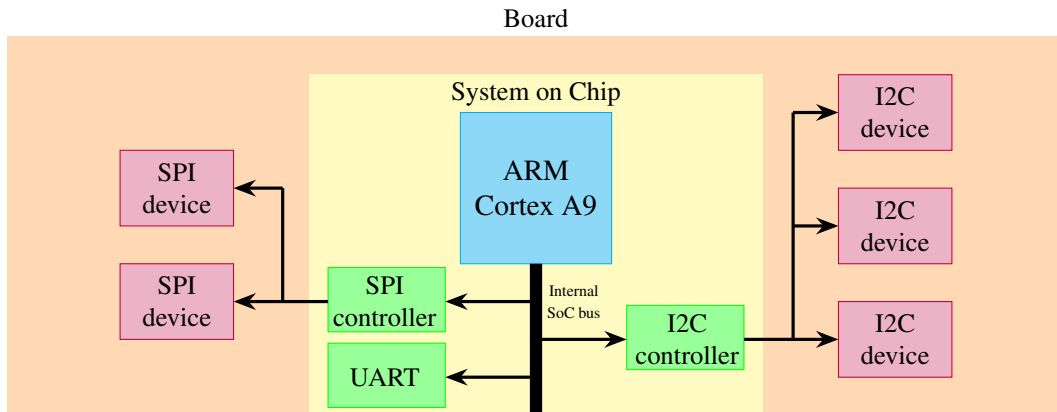 Board
System on Chip
ARM
Cortex A9
SPI
device
SPI
device
SPI
controller
UART
Internal
SoC bus
I2C
controller
I2C
device
I2C
device
I2C
device